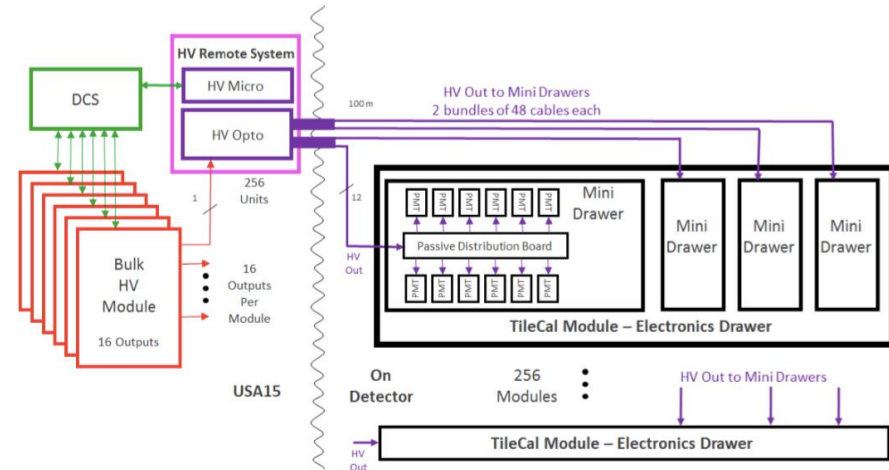 HV Remote System
HV Micro
HV Opto
DCS
256
Units
1
Bulk
HV
Module
16 Outputs
16
Outputs
Per
Module
USA15
100 m
HV Out to Mini Drawers
2 bundles of 48 cables each
12
HV
Out
PMT
PMT
PMT
PMT
PMT
PMT
Passive Distribution Board
PMT
PMT
PMT
PMT
PMT
PMT
Mini
Drawer
Mini
Drawer
Mini
Drawer
Mini
Drawer
TileCal Module – Electronics Drawer
On
Detector
256
Modules
HV Out to Mini Drawers
HV
Out
TileCal Module – Electronics Drawer